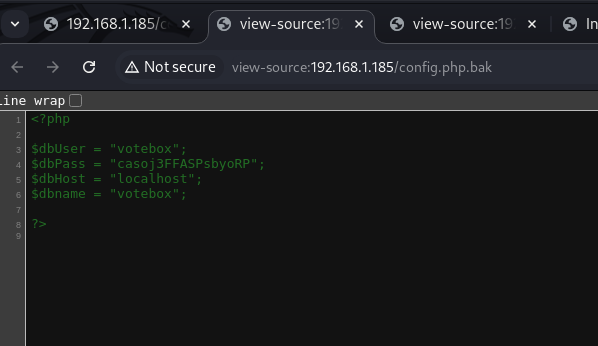 192.168.1.185/c
view-source:19
view-source:19
In
Not secure view-source:192.168.1.185/config.php.bak
ine wrap
1 <?php
2
3 $dbUser = "votebox";
4 $dbPass = "casoj3FFASPsbyoRP";
5 $dbHost = "localhost";
6 $dbname = "votebox";
7
8 ?>
9